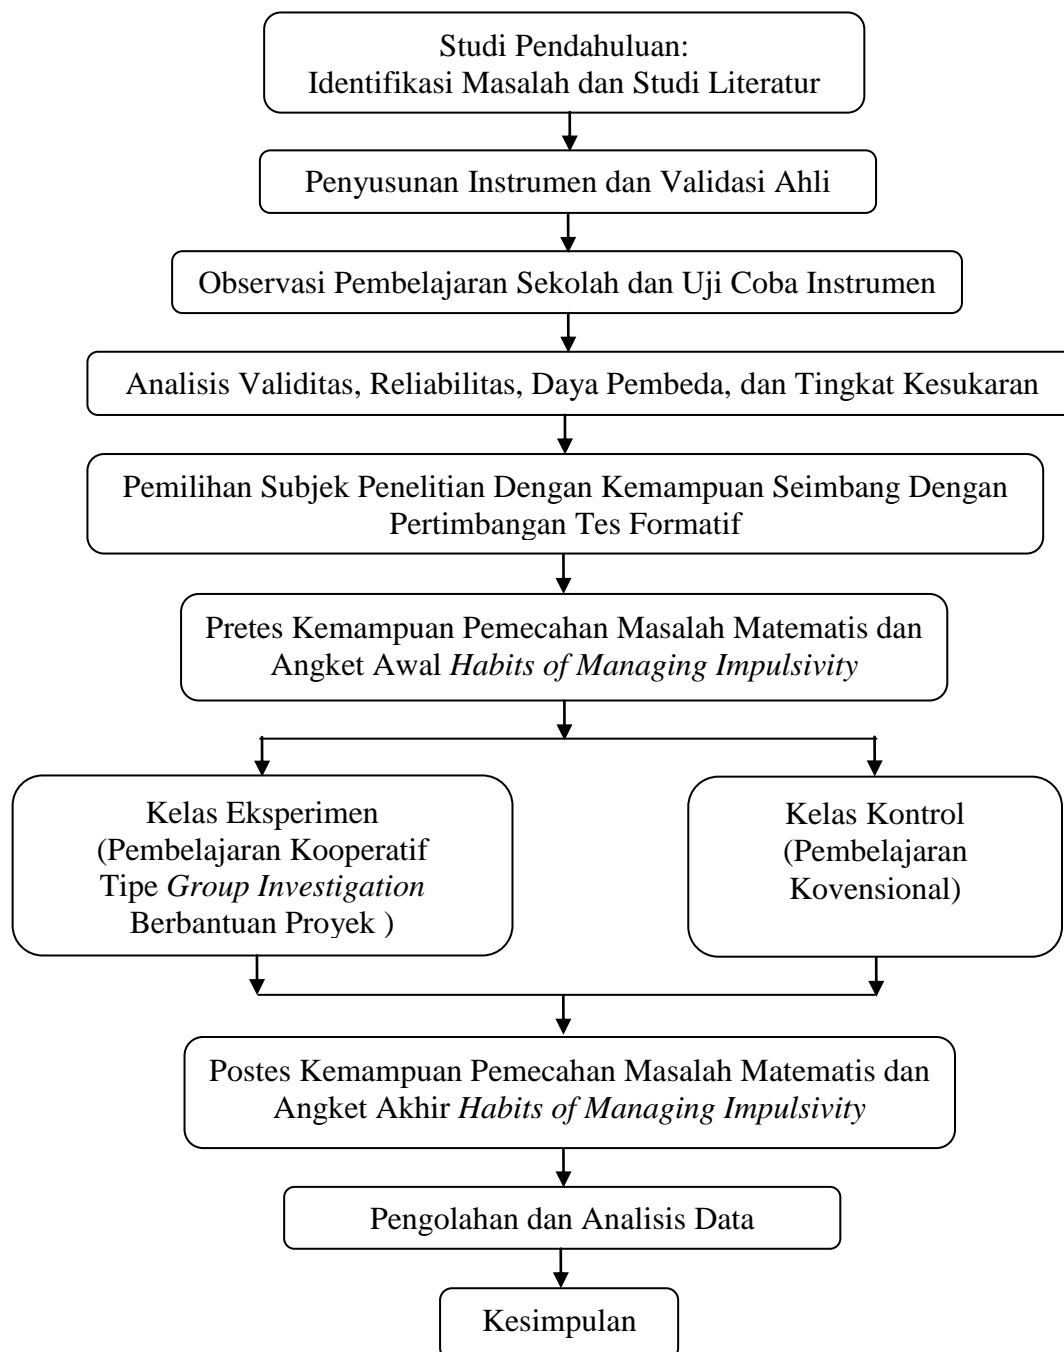 Studi Pendahuluan:
Identifikasi Masalah dan Studi Literatur
Penyusunan Instrumen dan Validasi Ahli
Observasi Pembelajaran Sekolah dan Uji Coba Instrumen
Analisis Validitas, Reliabilitas, Daya Pembeda, dan Tingkat Kesukaran
Pemilihan Subjek Penelitian Dengan Kemampuan Seimbang Dengan
Pertimbangan Tes Formatif
Pretes Kemampuan Pemecahan Masalah Matematis dan
Angket Awal Habits of Managing Impulsivity
Kelas Eksperimen
(Pembelajaran Kooperatif
Tipe Group Investigation
Berbantuan Proyek )
Kelas Kontrol
(Pembelajaran
Kovensional)
Postes Kemampuan Pemecahan Masalah Matematis dan
Angket Akhir Habits of Managing Impulsivity
Pengolahan dan Analisis Data
Kesimpulan